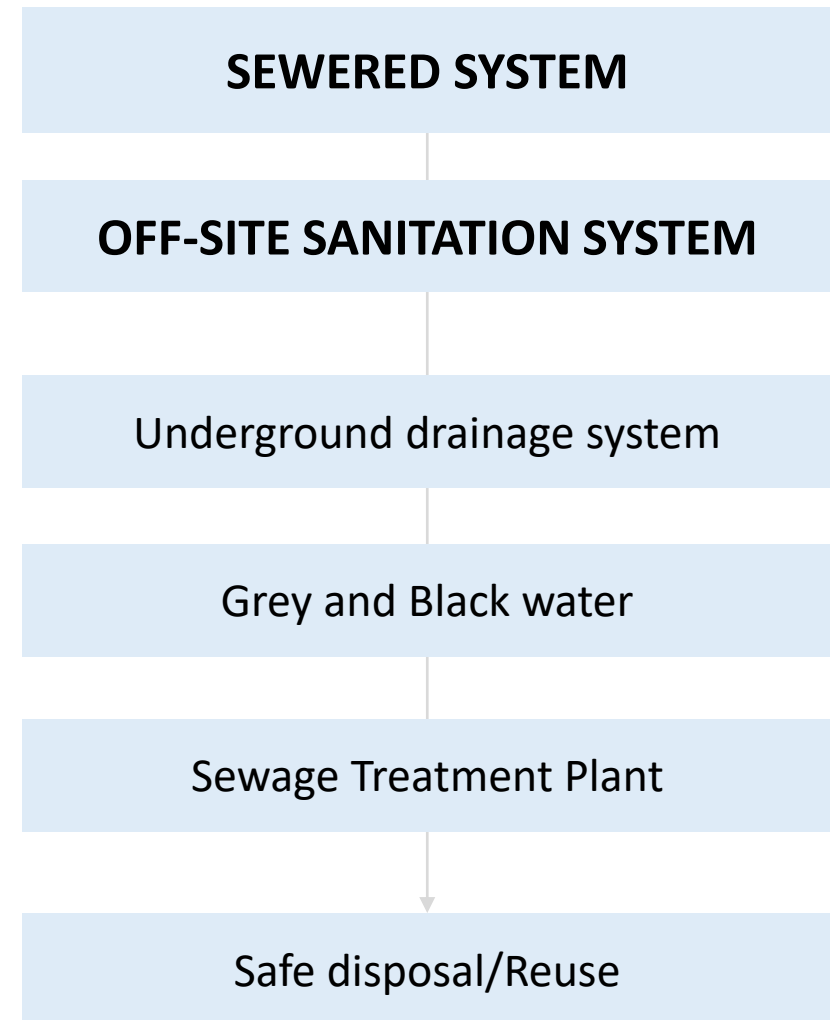 SEWERED SYSTEM
OFF-SITE SANITATION SYSTEM
Underground drainage system
Grey and Black water
Sewage Treatment Plant
Safe disposal/Reuse